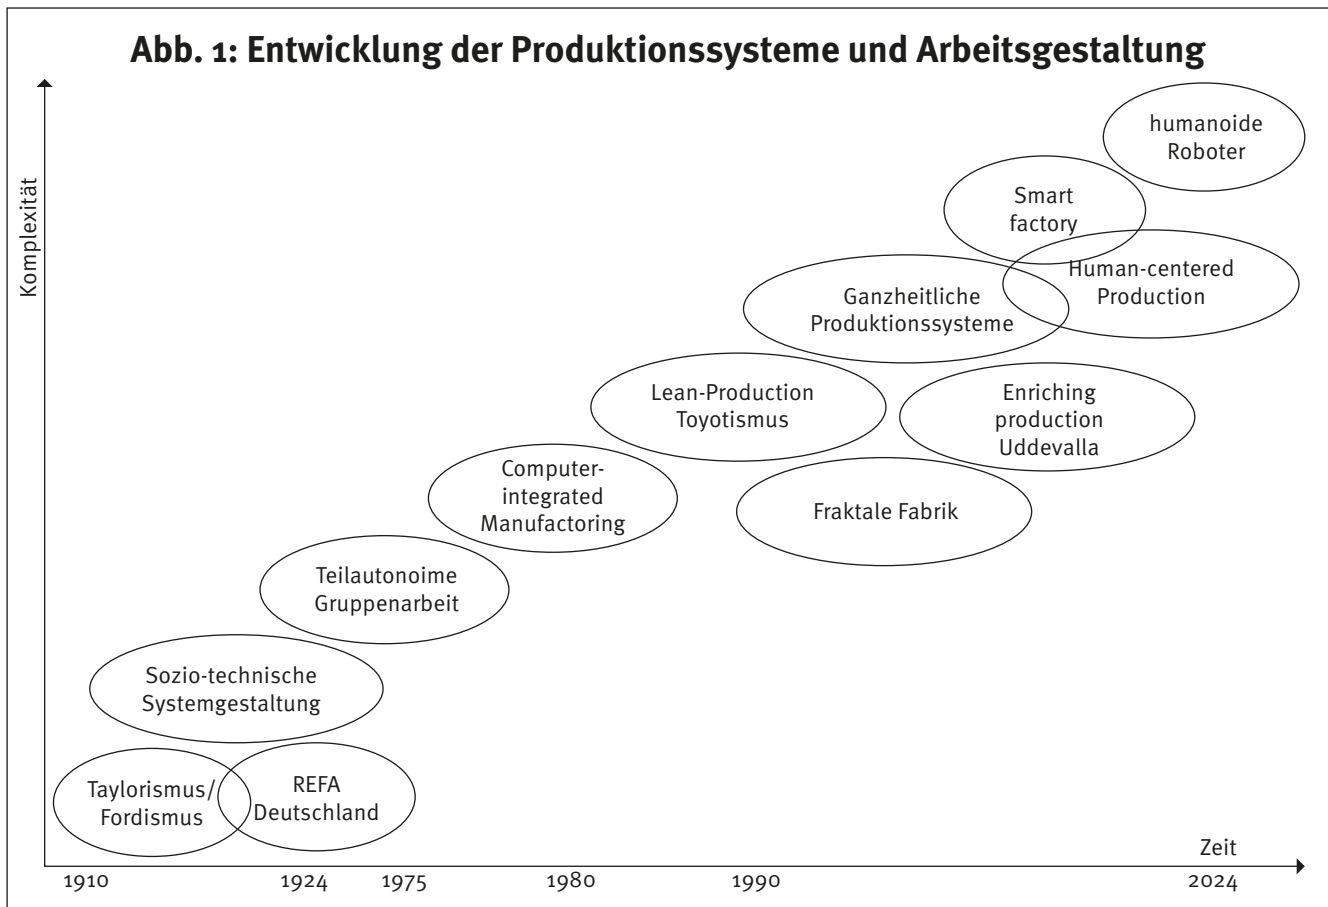 Abb. 1: Entwicklung der Produktionssysteme und Arbeitsgestaltung
Komplexität
humanoide
Roboter
Smart
factory
Human-centered
Production
Ganzheitliche
Produktionssysteme
Lean-Production
Toyotismus
Enriching
production
Uddevalla
Computer-
integrated
Manufactoring
Fraktale Fabrik
Teilautonoime
Gruppenarbeit
Sozio-technische
Systemgestaltung
Taylorismus/
Fordismus
REFA
Deutschland
Zeit
1910 1924 1975 1980 1990 2024